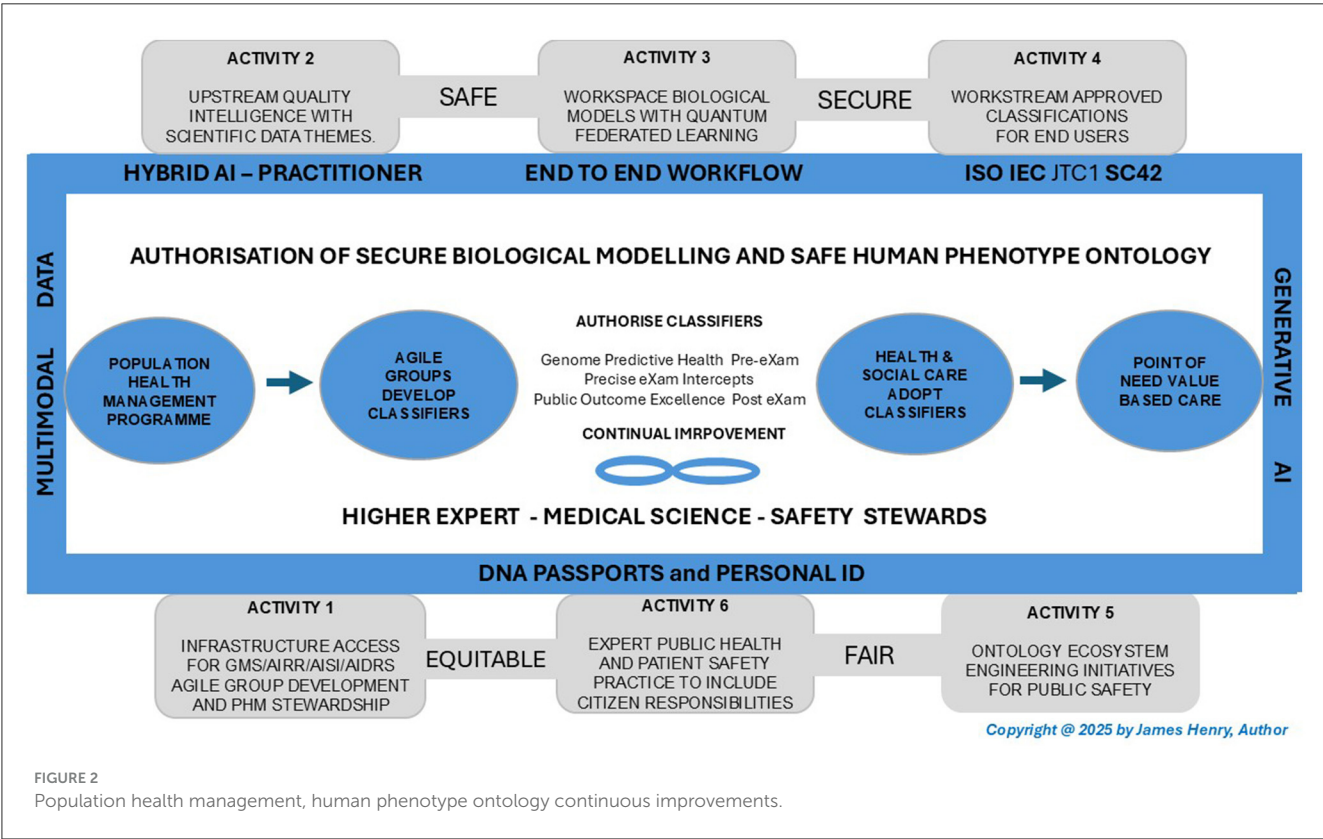 ACTIVITY 2
UPSTREAM QUALITY
INTELLIGENCE WITH
SCIENTIFIC DATA THEMES.
SAFE
ACTIVITY 3
WORKSPACE BIOLOGICAL
MODELS WITH QUANTUM
FEDERATED LEARNING
SECURE
ACTIVITY 4
WORKSTREAM APPROVED
CLASSIFICATIONS
FOR END USERS
HYBRID AI – PRACTITIONER
END TO END WORKFLOW
ISO IEC JTC1 SC42
MULTIMODAL DATA
AUTHORISATION OF SECURE BIOLOGICAL MODELLING AND SAFE HUMAN PHENOTYPE ONTOLOGY
POPULATION
HEALTH
MANAGEMENT
PROGRAMME
AGILE
GROUPS
DEVELOP
CLASSIFIERS
AUTHORISE CLASSIFIERS
Genome Predictive Health Pre-eXam
Precise eXam Intercepts
Public Outcome Excellence Post eXam
CONTINUAL IMRPOVEMENT
HEALTH &
SOCIAL CARE
ADOPT
CLASSIFIERS
POINT OF
NEED VALUE
BASED CARE
GENERATIVE AI
HIGHER EXPERT - MEDICAL SCIENCE - SAFETY STEWARDS
DNA PASSPORTS and PERSONAL ID
ACTIVITY 1
INFRASTRUCTURE ACCESS
FOR GMS/AIRR/AISI/AIDRS
AGILE GROUP DEVELOPMENT
AND PHM STEWARDSHIP
EQUITABLE
ACTIVITY 6
EXPERT PUBLIC HEALTH
AND PATIENT SAFETY
PRACTICE TO INCLUDE
CITIZEN RESPONSIBILITIES
FAIR
ACTIVITY 5
ONTOLOGY ECOSYSTEM
ENGINEERING INITIATIVES
FOR PUBLIC SAFETY
Copyright @ 2025 by James Henry, Author
FIGURE 2
Population health management, human phenotype ontology continuous improvements.